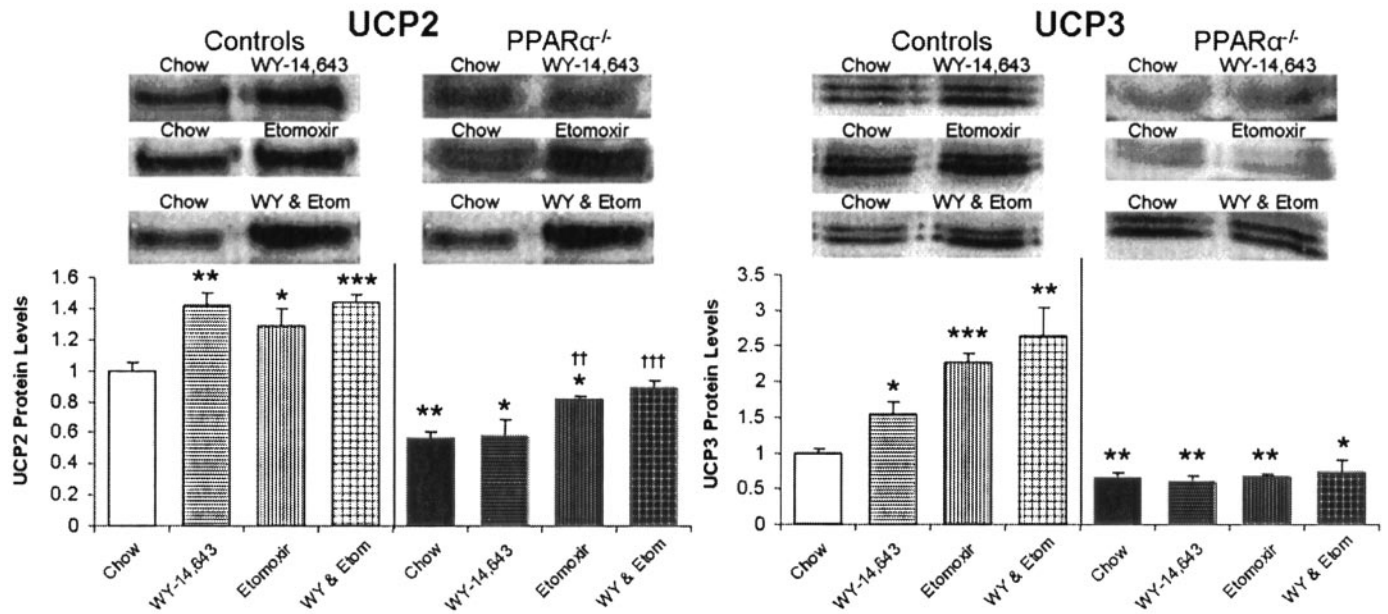 UCP2
Controls PPARα-/-
Chow WY-14,643 Chow WY-14,643
Chow Etomoxir Chow Etomoxir
Chow WY & Etom Chow WY & Etom
UCP2 Protein Levels
1.6
1.4
1.2
1
0.8
0.6
0.4
0.2
0
** * *** ** * †† * †††
Chow WY-14,643 Etomoxir WY & Etom Chow WY-14,643 Etomoxir WY & Etom
UCP3
Controls PPARα-/-
Chow WY-14,643 Chow WY-14,643
Chow Etomoxir Chow Etomoxir
Chow WY & Etom Chow WY & Etom
UCP3 Protein Levels
3.5
3
2.5
2
1.5
1
0.5
0
* *** ** ** ** ** *
Chow WY-14,643 Etomoxir WY & Etom Chow WY-14,643 Etomoxir WY & Etom